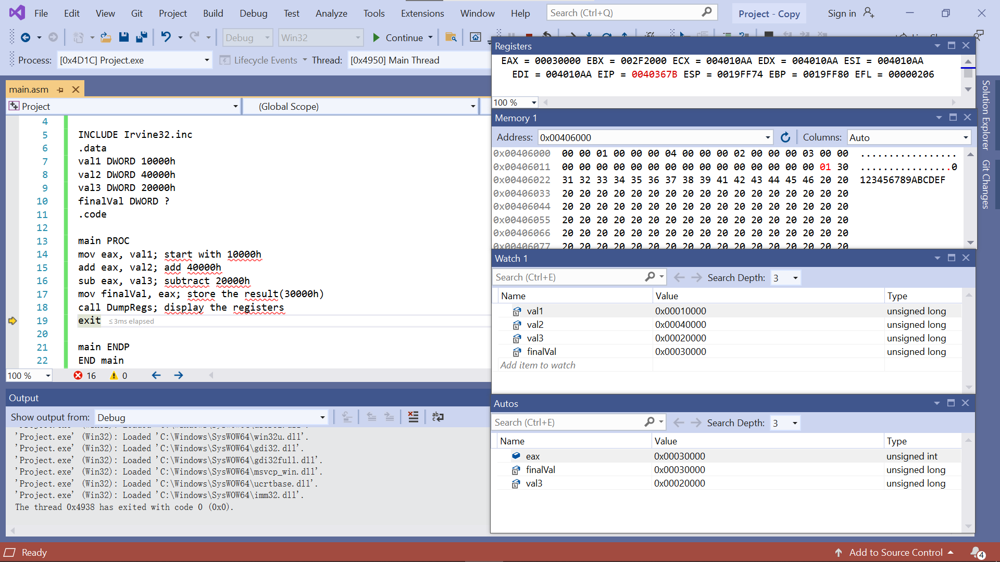 File Edit View Git Project Build Debug Test Analyze Tools Extensions Window Help Search (Ctrl+Q) Project - Copy Sign in
Debug Win32 Continue
Process: [0x4D1C] Project.exe Lifecycle Events Thread: [0x4950] Main Thread
main.asm
Project (Global Scope)
4
5 INCLUDE Irvine32.inc
6 .data
7 val1 DWORD 10000h
8 val2 DWORD 40000h
9 val3 DWORD 20000h
10 finalVal DWORD ?
11 .code
12
13 main PROC
14 mov eax, val1; start with 10000h
15 add eax, val2; add 40000h
16 sub eax, val3; subtract 20000h
17 mov finalVal, eax; store the result(30000h)
18 call DumpRegs; display the registers
19 exit ≤3ms elapsed
20
21 main ENDP
22 END main
100 % 16 0
Output
Show output from: Debug
'Project.exe' (Win32): Loaded 'C:\Windows\SysWOW64\win32u.dll'.
'Project.exe' (Win32): Loaded 'C:\Windows\SysWOW64\gdi32.dll'.
'Project.exe' (Win32): Loaded 'C:\Windows\SysWOW64\gdi32full.dll'.
'Project.exe' (Win32): Loaded 'C:\Windows\SysWOW64\msvcp_win.dll'.
'Project.exe' (Win32): Loaded 'C:\Windows\SysWOW64\ucrtbase.dll'.
'Project.exe' (Win32): Loaded 'C:\Windows\SysWOW64\imm32.dll'.
The thread 0x4938 has exited with code 0 (0x0).
Registers
EAX = 00030000 EBX = 002F2000 ECX = 004010AA EDX = 004010AA ESI = 004010AA
EDI = 004010AA EIP = 0040367B ESP = 0019FF74 EBP = 0019FF80 EFL = 00000206
100 %
Memory 1
Address: 0x00406000 Columns: Auto
0x00406000 00 00 01 00 00 00 04 00 00 00 02 00 00 00 03 00 00 .................
0x00406011 00 00 00 00 00 00 00 00 00 00 00 00 00 00 00 01 30 ................0
0x00406022 31 32 33 34 35 36 37 38 39 41 42 43 44 45 46 20 20 123456789ABCDEF
0x00406033 20 20 20 20 20 20 20 20 20 20 20 20 20 20 20 20 20
0x00406044 20 20 20 20 20 20 20 20 20 20 20 20 20 20 20 20 20
0x00406055 20 20 20 20 20 20 20 20 20 20 20 20 20 20 20 20 20
0x00406066 20 20 20 20 20 20 20 20 20 20 20 20 20 20 20 20 20
0x00406077 20 20 20 20 20 20 20 20 20 20 20 20 20 20 20 20 20
Watch 1
Search (Ctrl+E) Search Depth: 3
Name Value Type
val1 0x00010000 unsigned long
val2 0x00040000 unsigned long
val3 0x00020000 unsigned long
finalVal 0x00030000 unsigned long
Add item to watch
Autos
Search (Ctrl+E) Search Depth: 3
Name Value Type
eax 0x00030000 unsigned int
finalVal 0x00030000 unsigned long
val3 0x00020000 unsigned long
Solution Explorer
Git Changes
Ready Add to Source Control 4